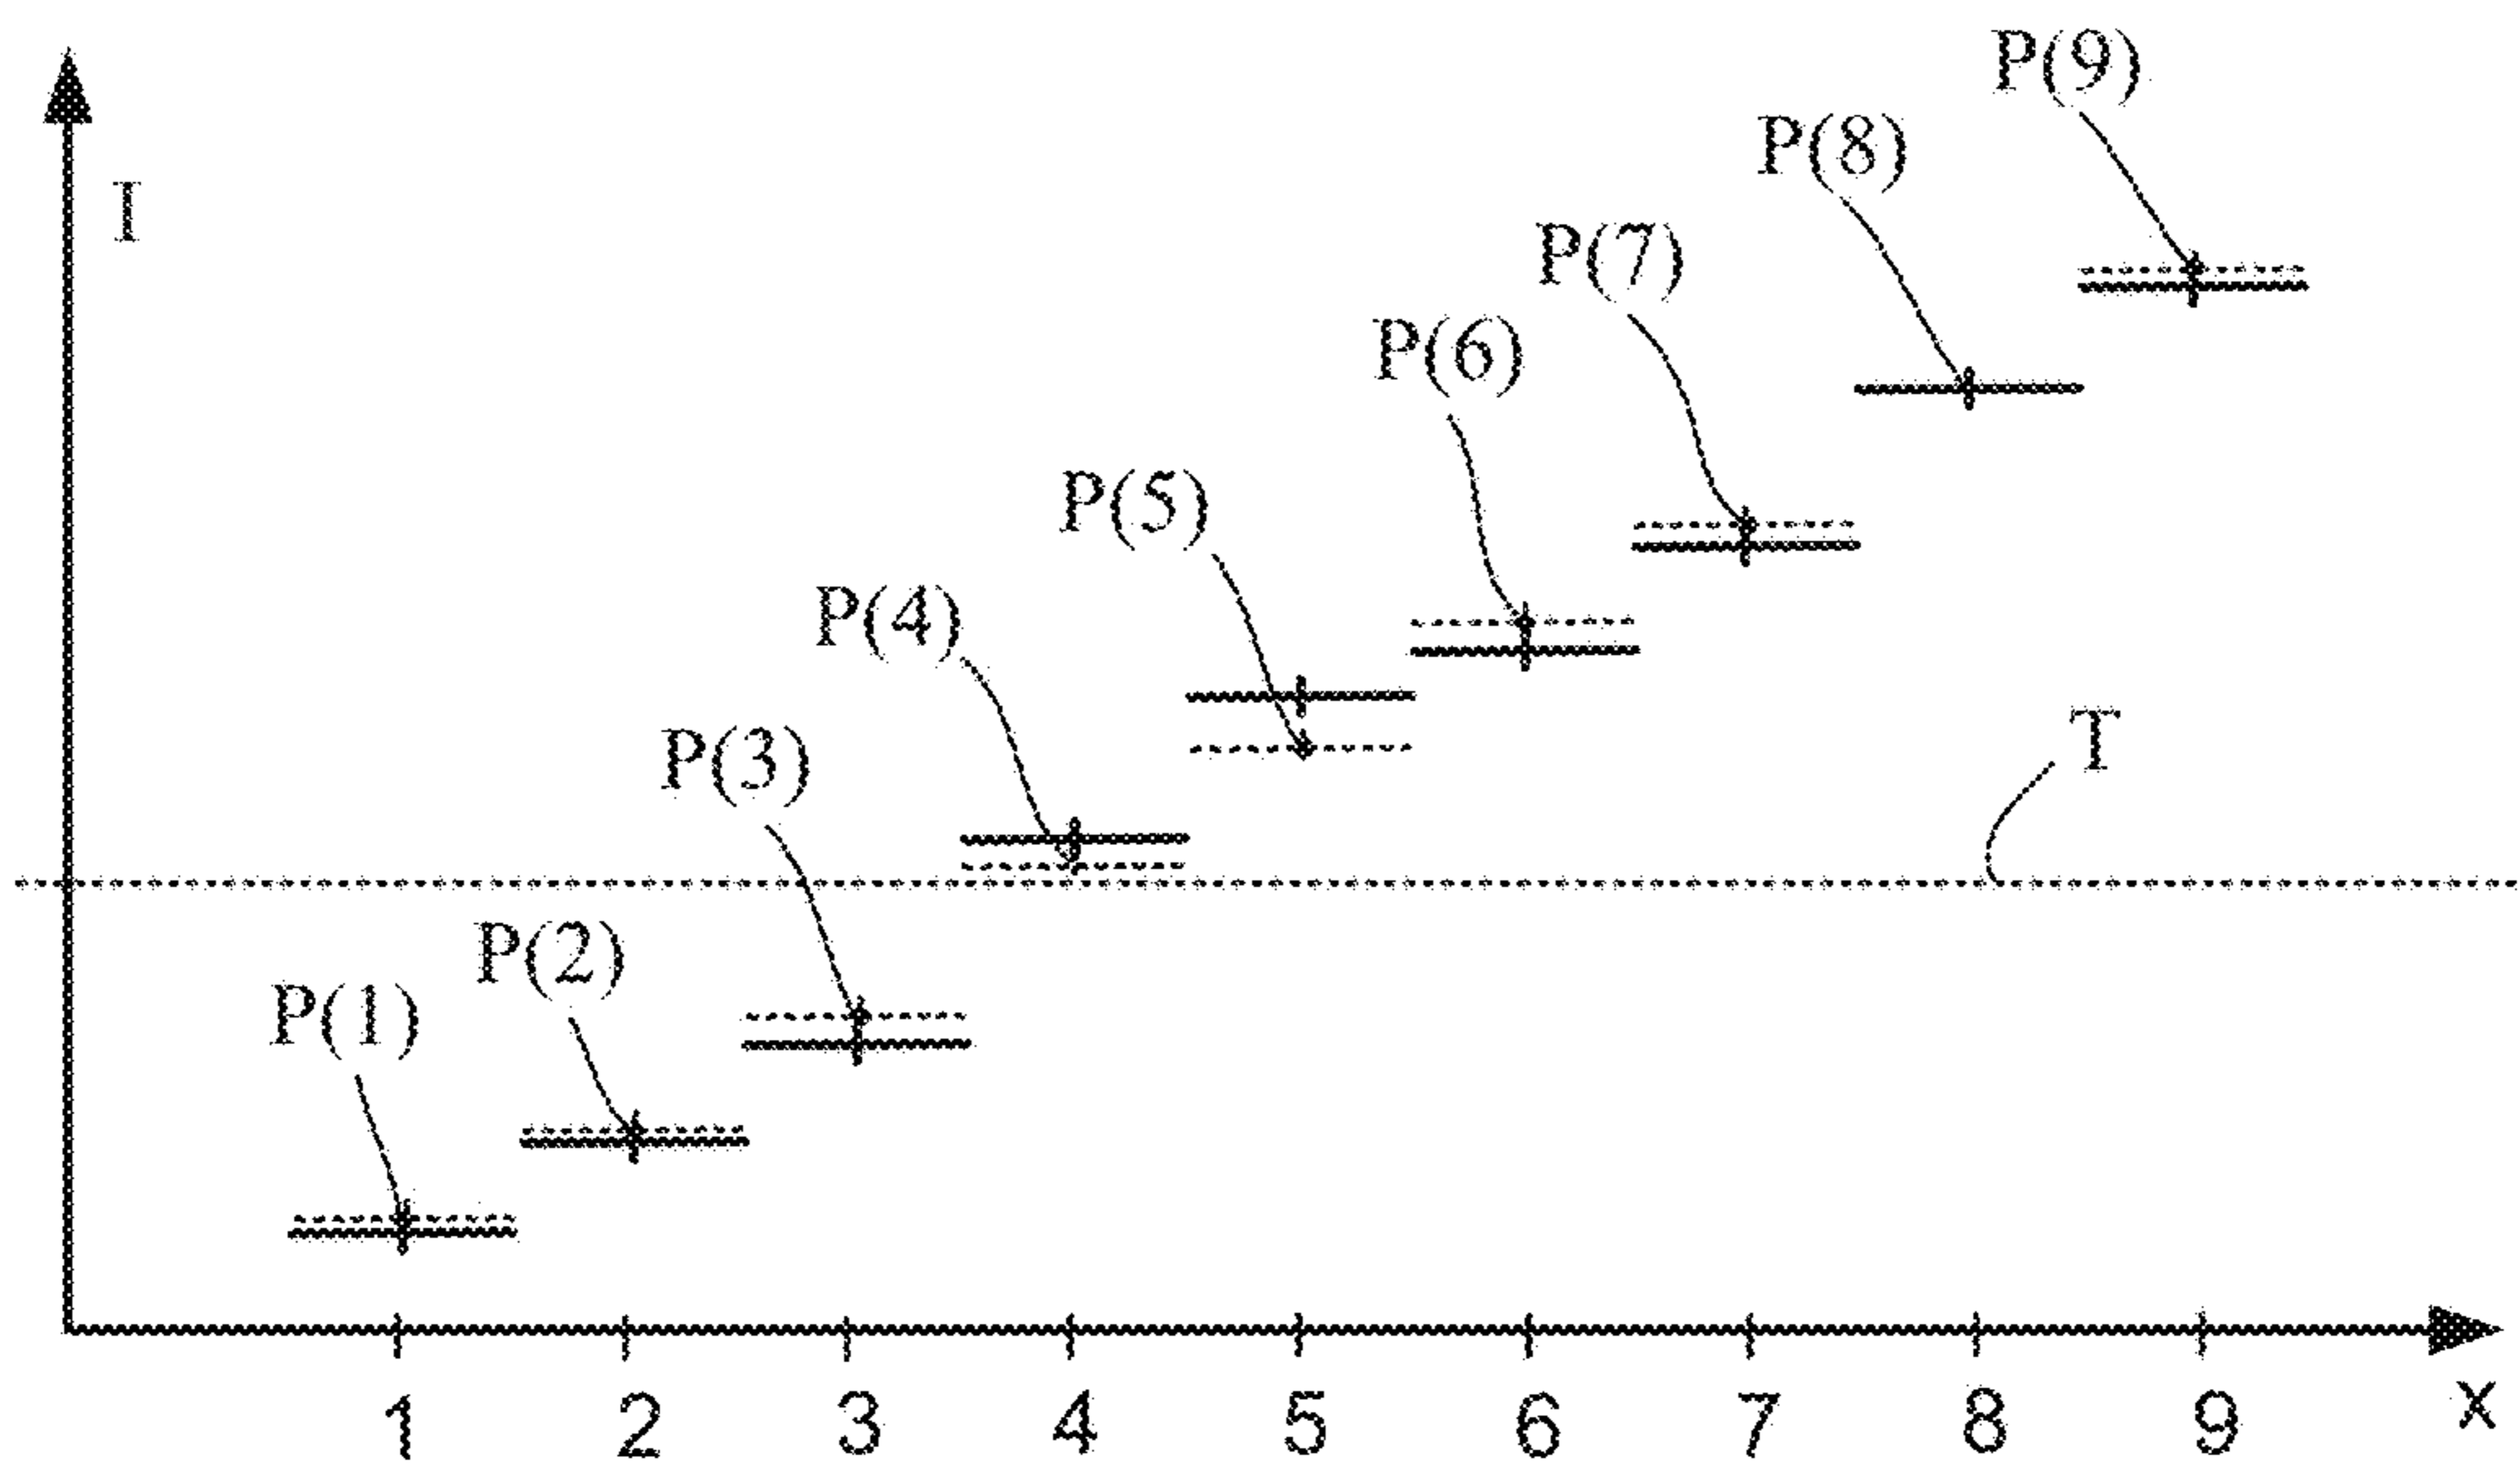 P(9)
P(8)
I
P(7)
P(6)
P(5)
P(4)
T
P(3)
P(2)
P(1)
1 2 3 4 5 6 7 8 9 x